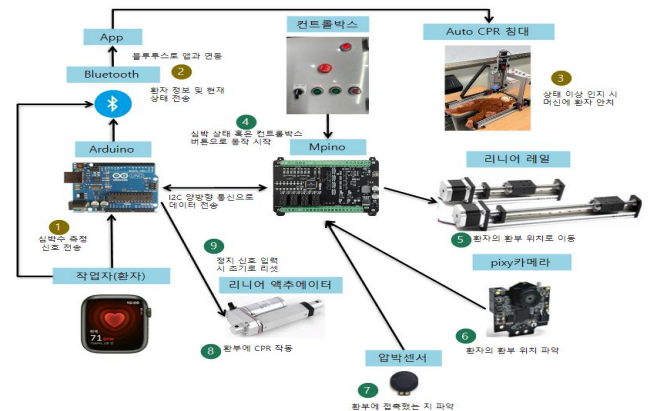 컨트롤박스
Auto CPR 침대
App
블루투스로 앱과 연동
Bluetooth
2
환자 정보 및 현재
상태 전송
3
상태 이상 인지 시
머신에 환자 안치
4
심박 상태 혹은 컨트롤박스
버튼으로 동작 시작
Arduino
Mpino
리니어 레일
I2C 양방향 통신으로
데이터 전송
1
심박수 측정
신호 전송
5
환자의 환부 위치로 이동
9
정지 신호 입력
시 초기로 리셋
작업자(환자)
리니어 액추에이터
pixy카메라
71
8
환부에 CPR 작동
6
환자의 환부 위치 파악
압박센서
7
환부에 접촉했는 지 파악